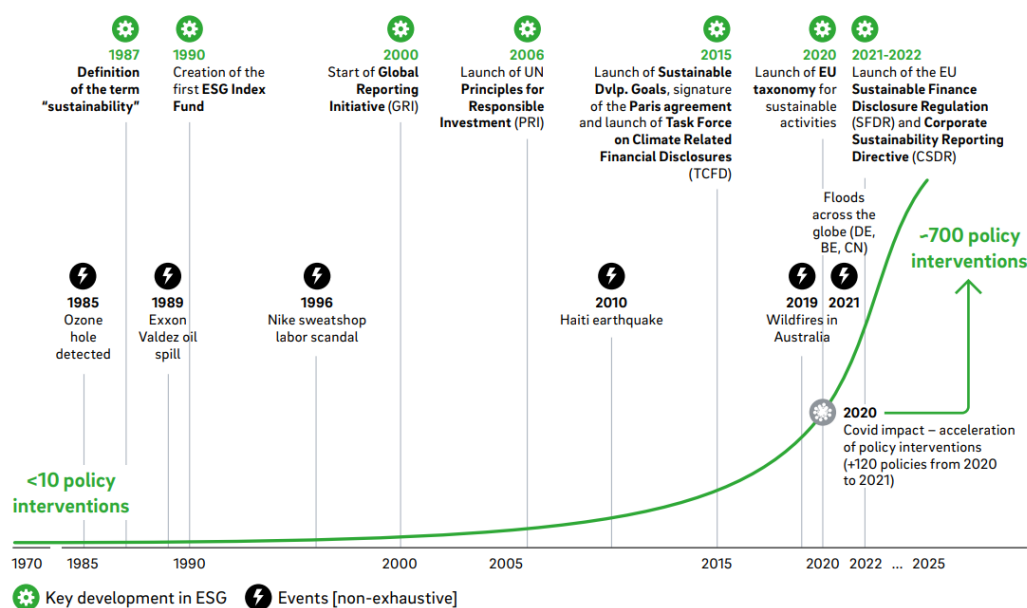 1987
Definition
of the term
“sustainability”
1990
Creation of the
first ESG Index
Fund
2000
Start of Global
Reporting
Initiative (GRI)
2006
Launch of UN
Principles for
Responsible
Investment (PRI)
2015
Launch of Sustainable
Dvlp. Goals, signature
of the Paris agreement
and launch of Task Force
on Climate Related
Financial Disclosures
(TCFD)
2020
Launch of EU
taxonomy for
sustainable
activities
2021-2022
Launch of the EU
Sustainable Finance
Disclosure Regulation
(SFDR) and Corporate
Sustainability Reporting
Directive (CSDR)
1985
Ozone
hole
detected
1989
Exxon
Valdez oil
spill
1996
Nike sweatshop
labor scandal
2010
Haiti earthquake
2019
Wildfires in
Australia
Floods
across the
globe (DE,
BE, CN)
2021
~700 policy
interventions
2020
Covid impact – acceleration
of policy interventions
(+120 policies from 2020
to 2021)
<10 policy
interventions
1970 1985 1990 2000 2005 2015 2020 2022 ... 2025
Key development in ESG Events [non-exhaustive]